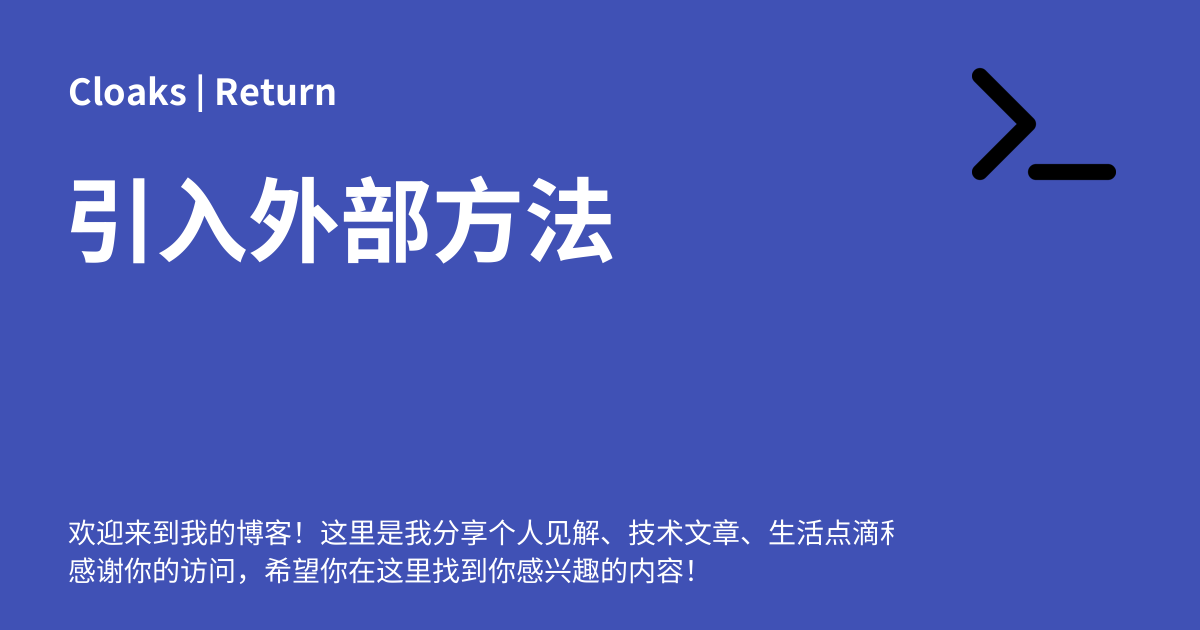 Cloaks | Return
引入外部方法
欢迎来到我的博客！这里是我分享个人见解、技术文章、生活点滴
感谢你的访问，希望你在这里找到你感兴趣的内容！